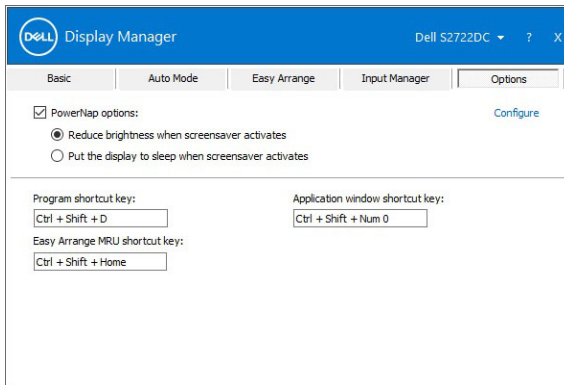 DELL Display Manager
Dell S2722DC ? X
Basic Auto Mode Easy Arrange Input Manager Options
PowerNap options: Configure
Reduce brightness when screensaver activates
Put the display to sleep when screensaver activates
Program shortcut key: Application window shortcut key:
Ctrl + Shift + D Ctrl + Shift + Num 0
Easy Arrange MRU shortcut key:
Ctrl + Shift + Home